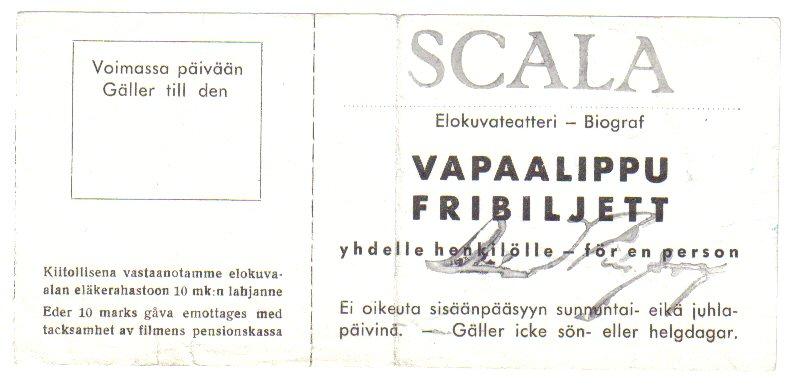 Voimassa päivään
Gäller till den
Kiitollisena vastaanotamme elokuva-
alan eläkerahastoon 10 mk:n lahjanne
Eder 10 marks gåva emottages med
tacksamhet av filmens pensionskassa
SCALA
Elokuvateatteri – Biograf
VAPAALIPPU
FRIBILJETT
yhdelle henkilölle – för en person
Ei oikeuta sisäänpääsyyn sunnuntai- eikä juhla-
päivinä. — Gäller icke sön- eller helgdagar.